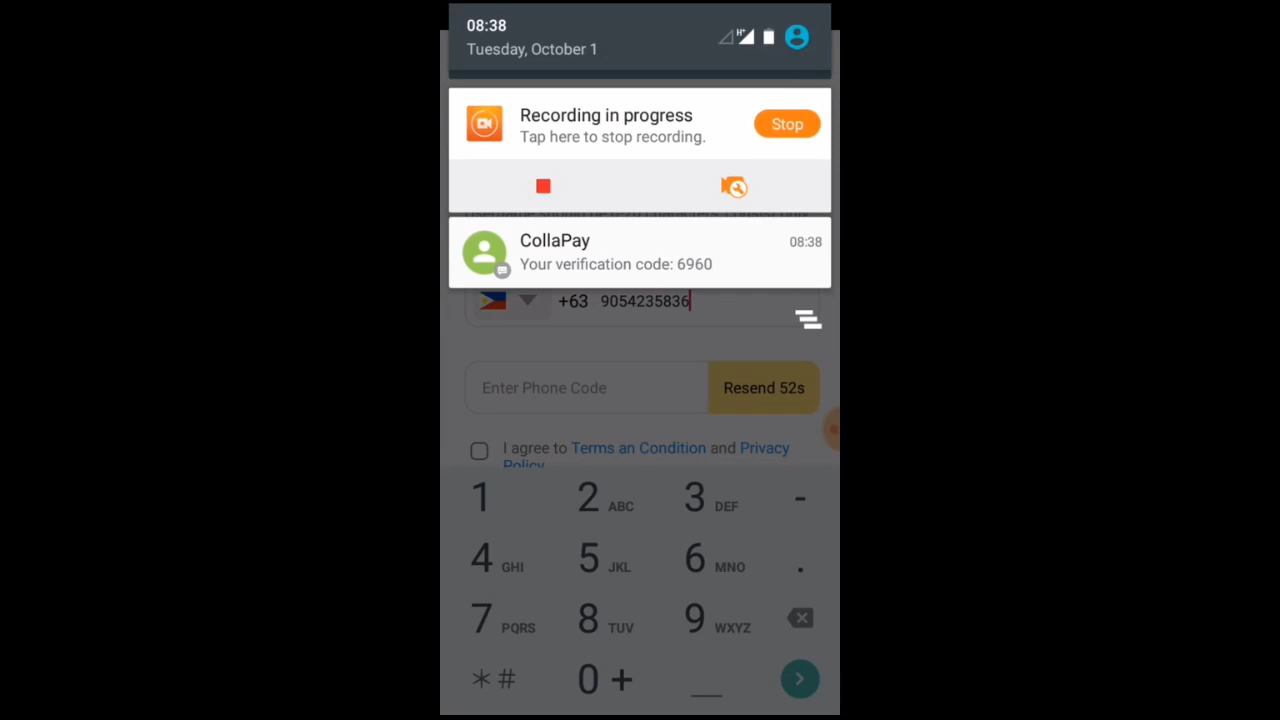 08:38
Tuesday, October 1
H+
Recording in progress
Tap here to stop recording.
Stop
CollaPay
08:38
Your verification code: 6960
+63 9054235836
Enter Phone Code
Resend 52s
I agree to Terms an Condition and Privacy
Policy
1
2 ABC
3 DEF
-
4 GHI
5 JKL
6 MNO
.
7 PQRS
8 TUV
9 WXYZ
*#
0 +